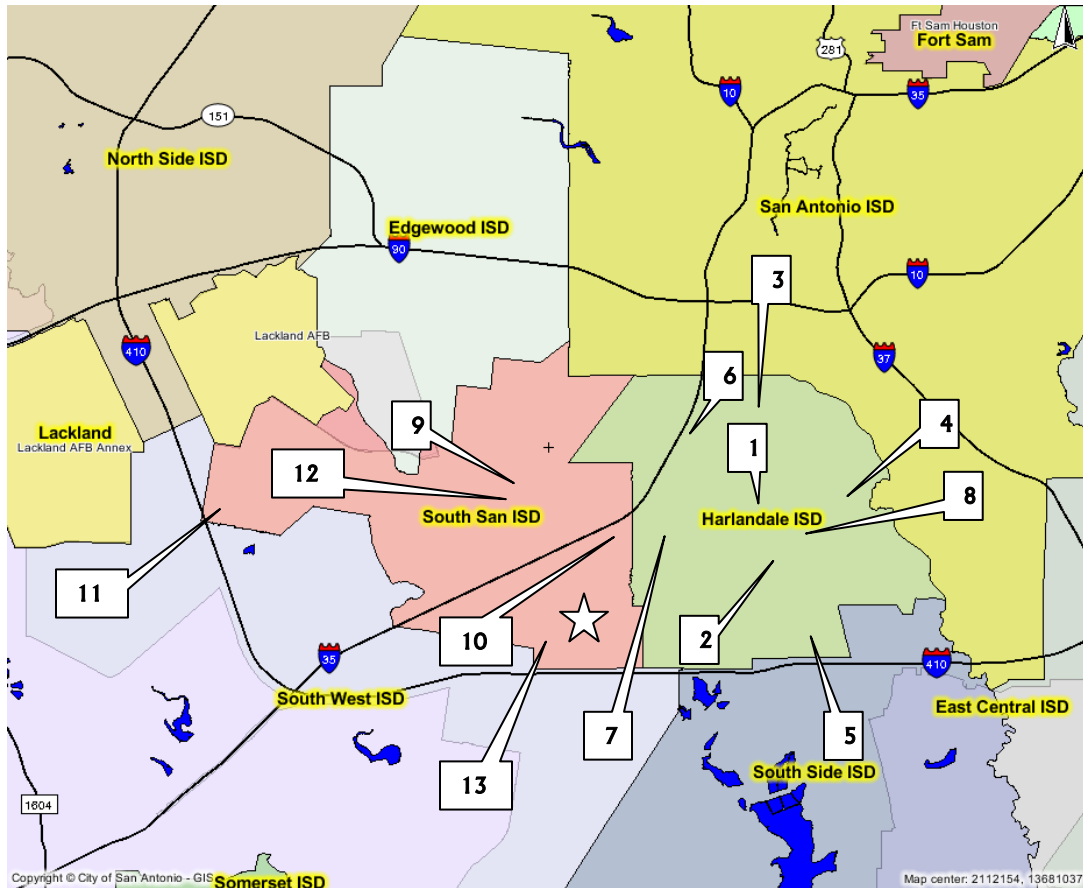 Ft Sam Houston
Fort Sam
281
10
35
151
North Side ISD
San Antonio ISD
Edgewood ISD
90
10
3
Lackland AFB
410
37
6
9
4
Lackland
Lackland AFB Annex
1
12
8
South San ISD
Harlandale ISD
11
10
2
35
410
South West ISD
East Central ISD
7
5
13
South Side ISD
1604
Copyright © City of San Antonio - GIS
Somerset ISD
Map center: 2112154, 13681037